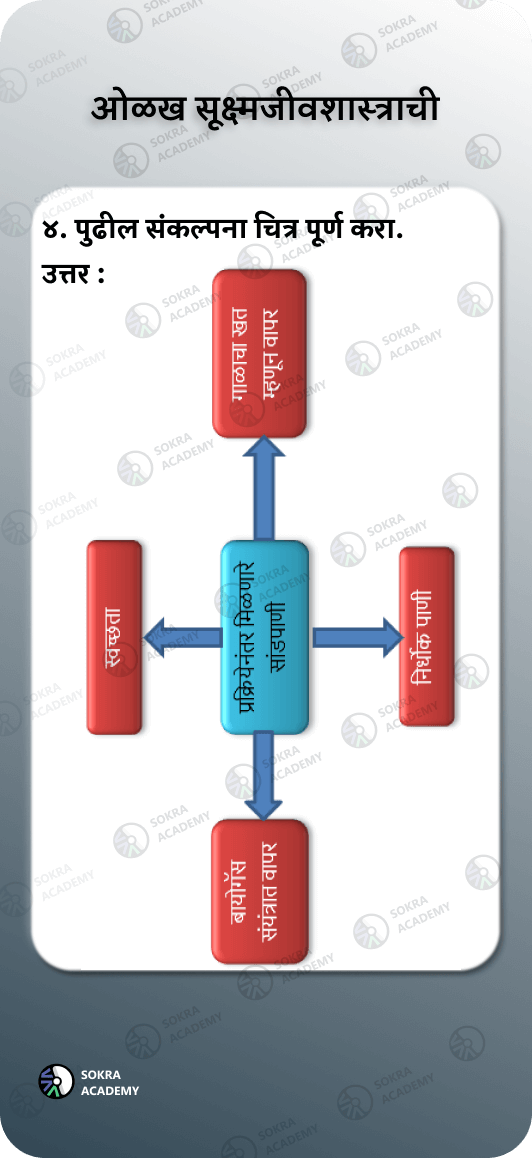 ओळख सूक्ष्मजीवशास्त्राची
४. पुढील संकल्पना चित्र पूर्ण करा.
उत्तर :
गाळाचा खत
म्हणून वापर
स्वच्छता
प्रक्रियेनंतर मिळणारे
सांडपाणी
निर्धोक पाणी
बायोगॅस
संयंत्रात वापर
SOKRA
ACADEMY